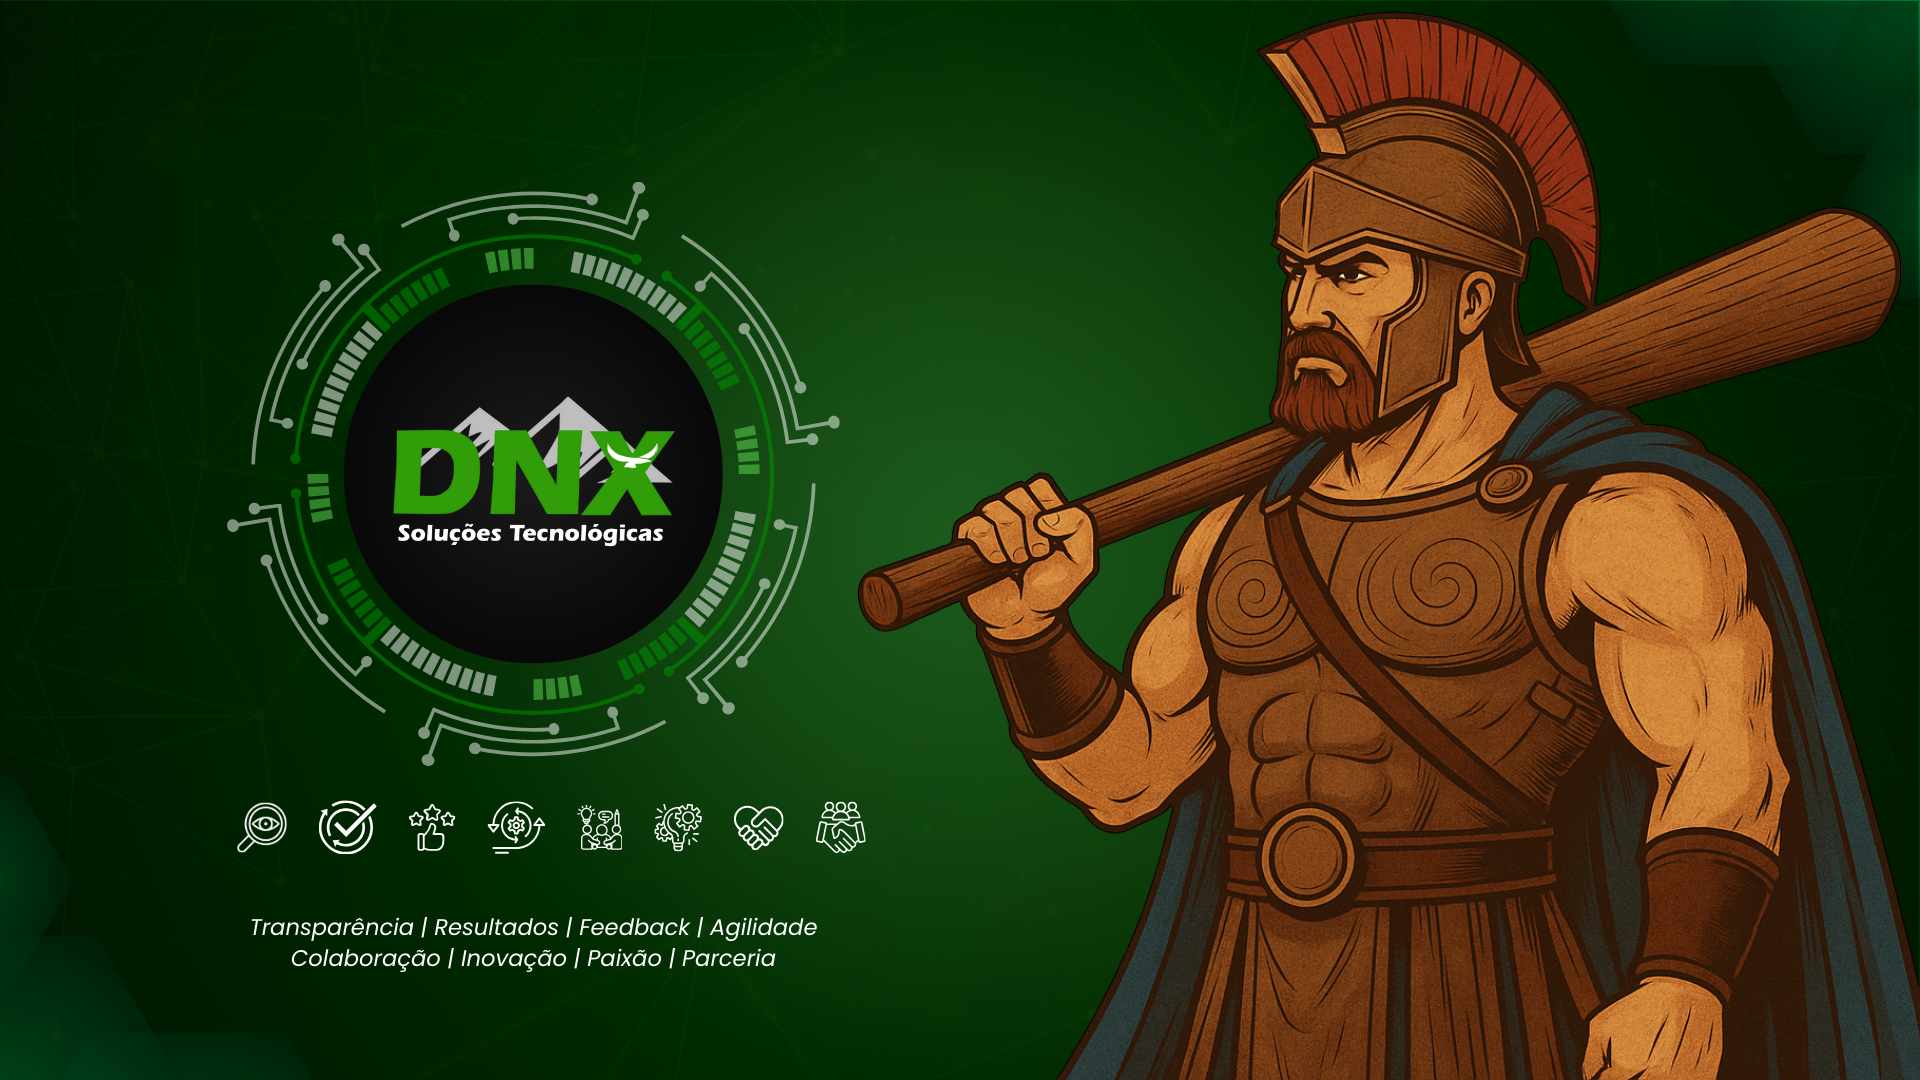 DNX
Soluções Tecnológicas
Transparência | Resultados | Feedback | Agilidade
Colaboração | Inovação | Paixão | Parceria